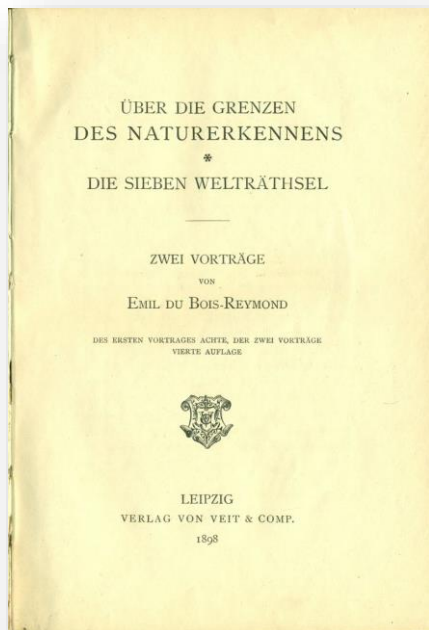 ÜBER DIE GRENZEN
DES NATURERKENNENS
*
DIE SIEBEN WELTRÄTHSEL
ZWEI VORTRÄGE
VON
EMIL DU BOIS-REYMOND
DES ERSTEN VORTRAGES ACHTE, DER ZWEI VORTRÄGE
VIERTE AUFLAGE
LEIPZIG
VERLAG VON VEIT & COMP.
1898